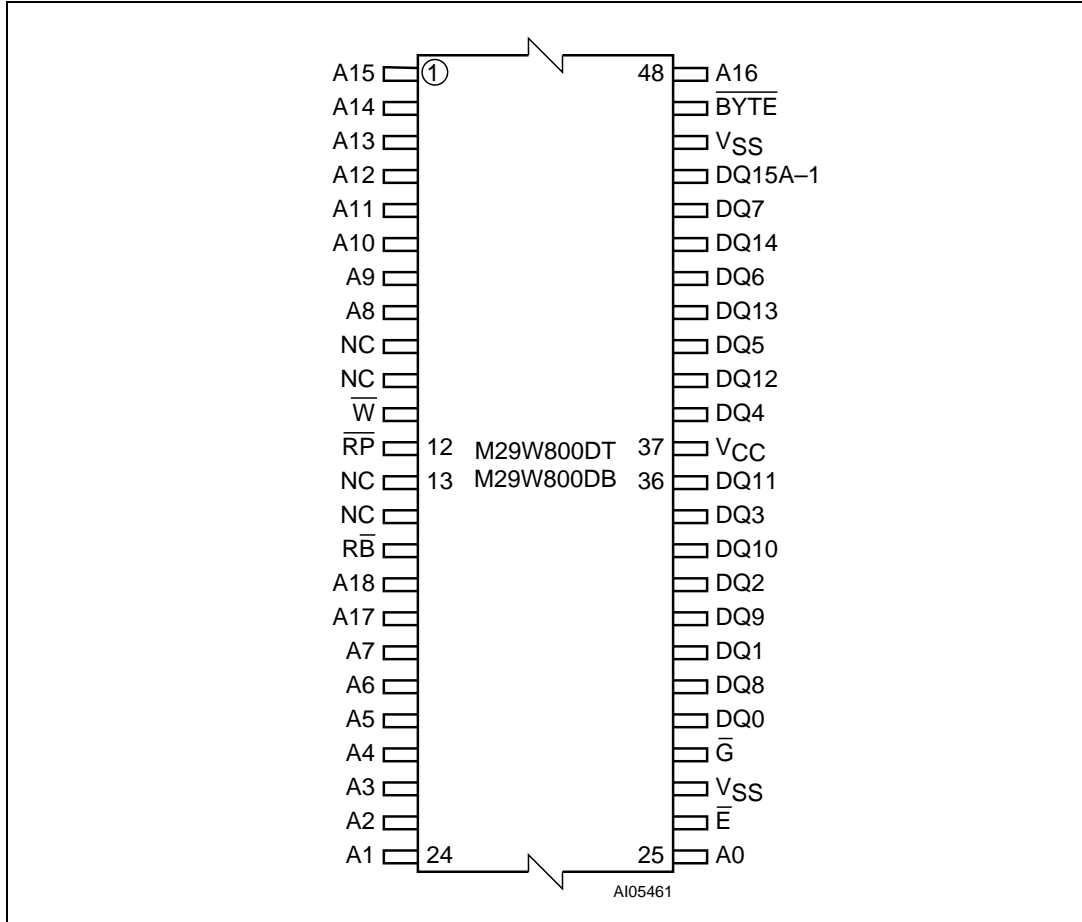 A15 ① 48 A16
A14 B̅Y̅T̅E̅
A13 VSS
A12 DQ15A–1
A11 DQ7
A10 DQ14
A9 DQ6
A8 DQ13
NC DQ5
NC DQ12
W̅ DQ4
R̅P̅ 12 M29W800DT 37 VCC
NC 13 M29W800DB 36 DQ11
NC DQ3
RB̅ DQ10
A18 DQ2
A17 DQ9
A7 DQ1
A6 DQ8
A5 DQ0
A4 G̅
A3 VSS
A2 E̅
A1 24 25 A0
AI05461